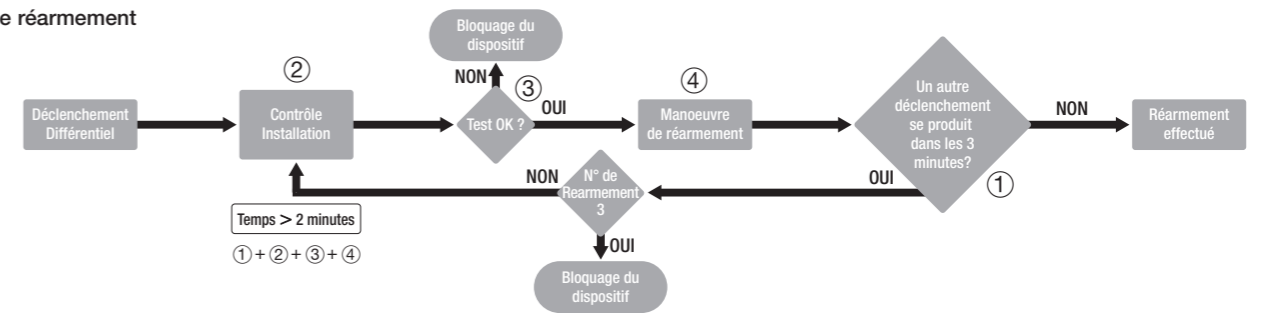 e réarmement
Bloquage du
dispositif
②
NON
③
④
Déclenchement
Différentiel
Contrôle
Installation
Test OK ?
OUI
Manoeuvre
de réarmement
Un autre
déclenchement
se produit
dans les 3
minutes?
NON
Réarmement
effectué
①
OUI
N° de
Rearmement
3
NON
OUI
Temps > 2 minutes
①+②+③+④
Bloquage du
dispositif